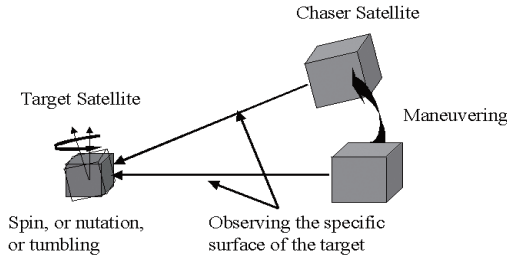 Chaser Satellite
Target Satellite
Maneuvering
Spin, or nutation,
or tumbling
Observing the specific
surface of the target